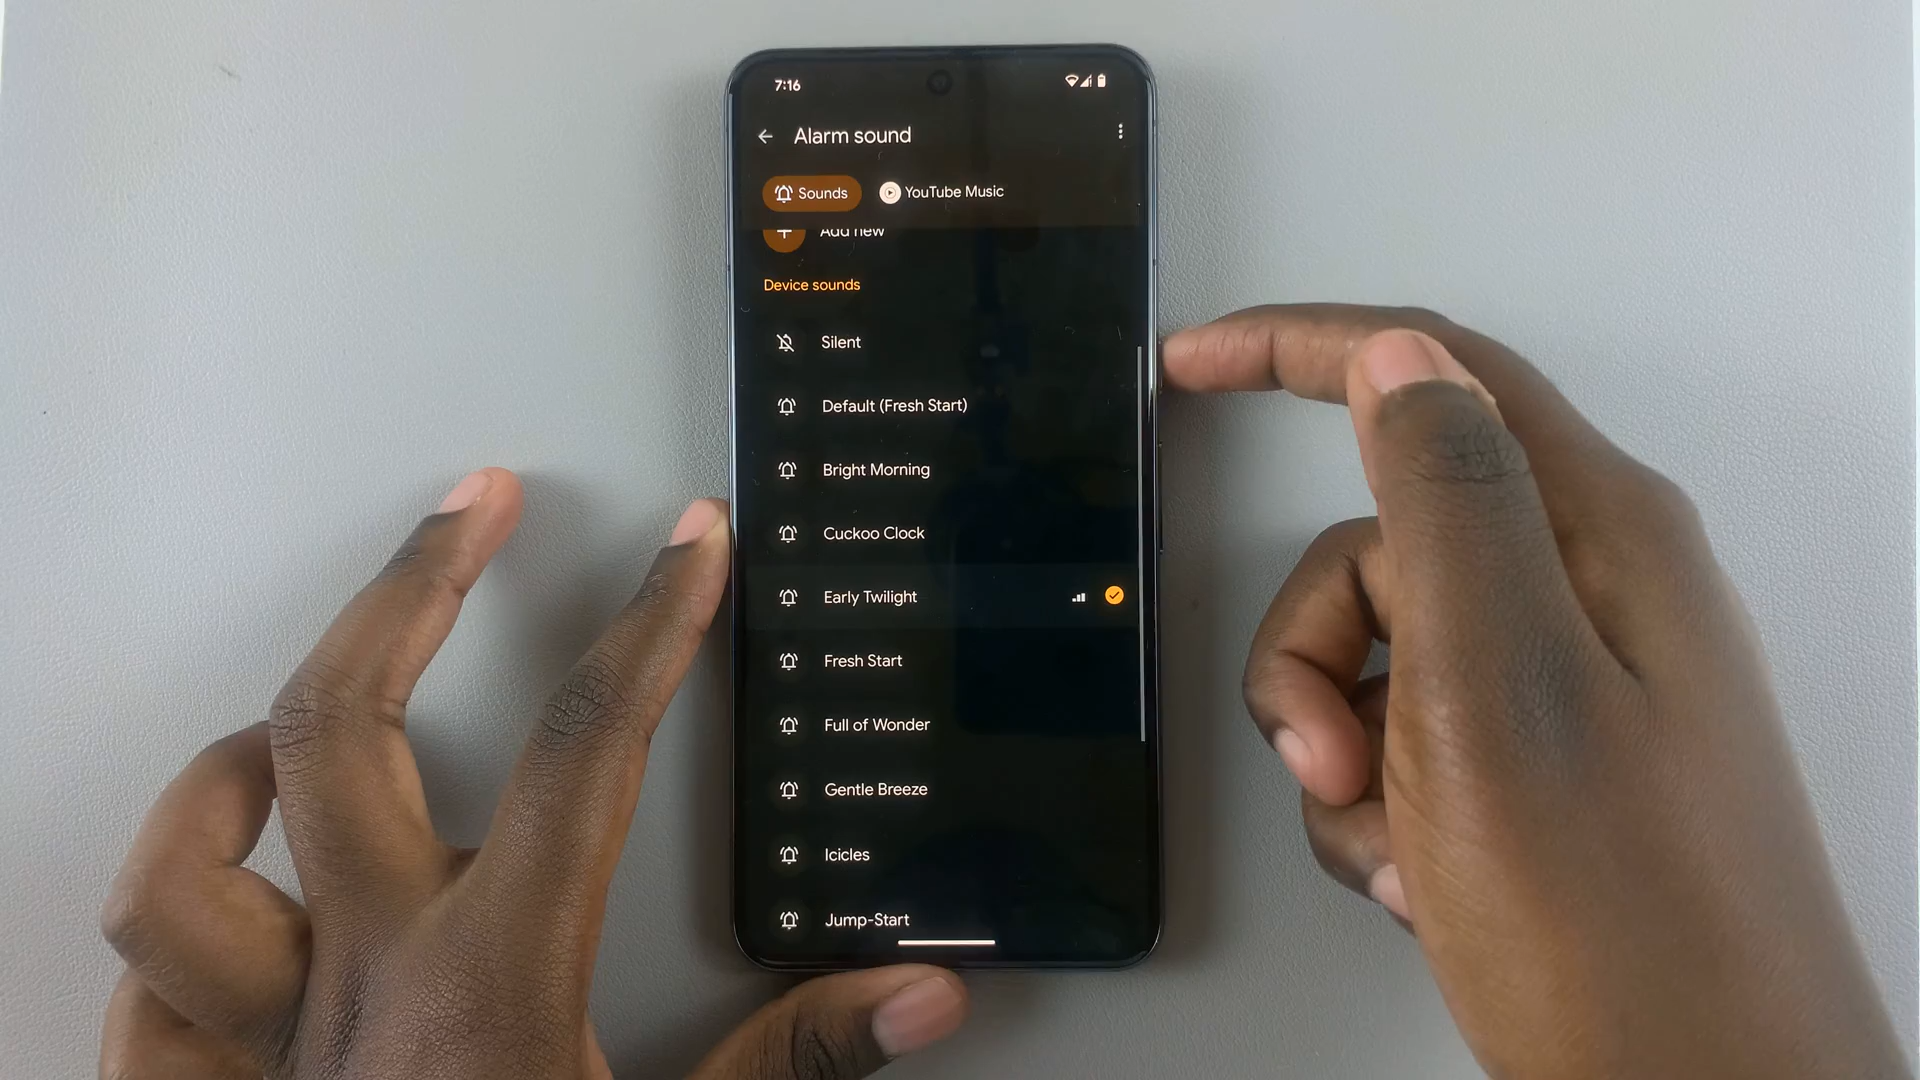 7:16
Alarm sound
Sounds
YouTube Music
Add new
Device sounds
Silent
Default (Fresh Start)
Bright Morning
Cuckoo Clock
Early Twilight
Fresh Start
Full of Wonder
Gentle Breeze
Icicles
Jump-Start